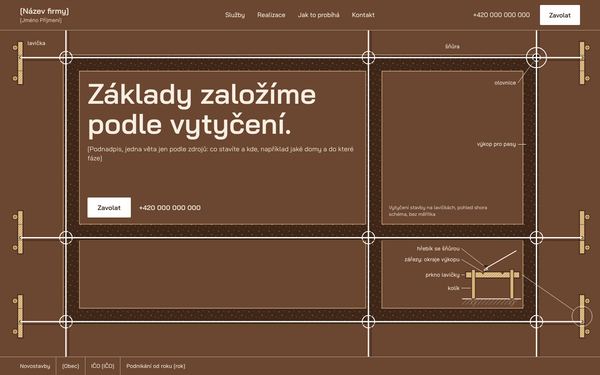 [Název firmy]
[Jméno Příjmení]
Služby
Realizace
Jak to probíhá
Kontakt
+420 000 000 000
Zavolat
lavička
šňůra
olovnice
Základy založíme
podle vytyčení.
[Podnadpis, jedna věta jen podle zdrojů: co stavíte a kde, například jaké domy a do které
fáze]
výkop pro pasy
Zavolat
+420 000 000 000
Vytyčení stavby na lavičkách, pohled shora
schéma, bez měřítka
hřebík se šňůrou
zářezy: okraje výkopu
prkno lavičky
kolík
Novostavby
[Obec]
IČO [IČO]
Podnikání od roku [rok]